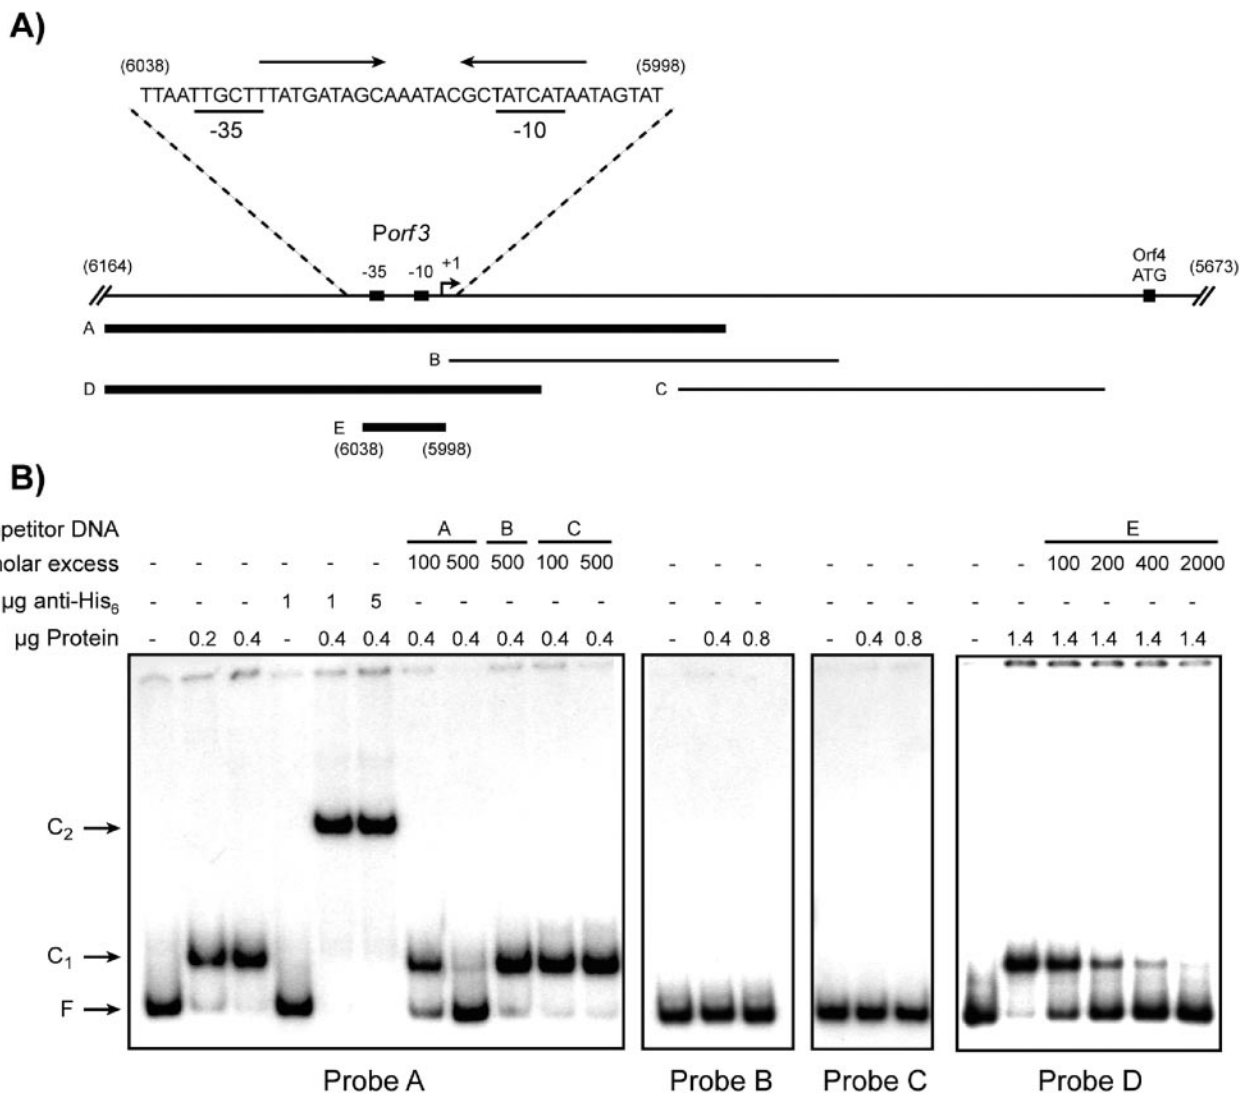 A)
(6038) (5998)
TTAATTGCTTTATGATAGCAAATACGCTATCATAATAGTAT
-35 -10
Porf3
(6164) -35 -10 +1 Orf4 (5673)
ATG
A
B
D C
E
(6038) (5998)
B)
petitor DNA A B C E
olar excess - - - - - - 100 500 500 100 500 - - - - - - - - 100 200 400 2000
µg anti-His6 - - - 1 1 5 - - - - - - - - - - - - - - - - -
µg Protein - 0.2 0.4 - 0.4 0.4 0.4 0.4 0.4 0.4 0.4 - 0.4 0.8 - 0.4 0.8 - 1.4 1.4 1.4 1.4 1.4
C2
C1
F
Probe A Probe B Probe C Probe D